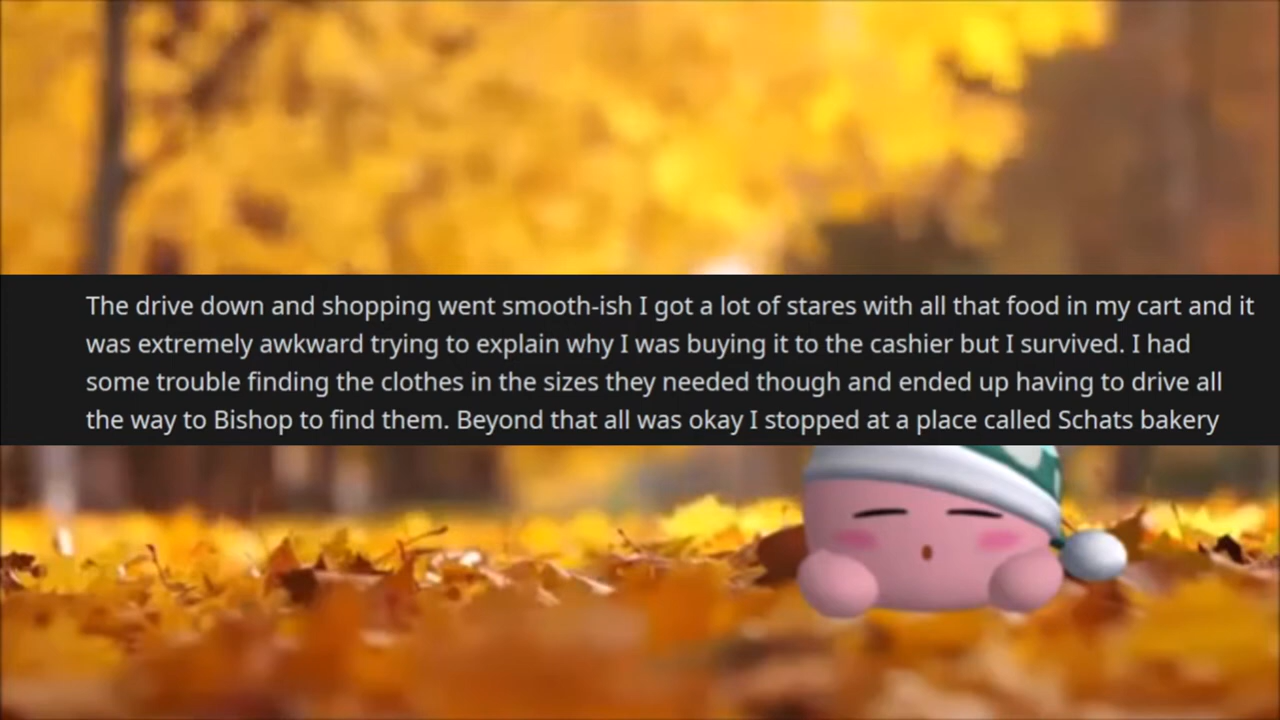 The drive down and shopping went smooth-ish I got a lot of stares with all that food in my cart and it
was extremely awkward trying to explain why I was buying it to the cashier but I survived. I had
some trouble finding the clothes in the sizes they needed though and ended up having to drive all
the way to Bishop to find them. Beyond that all was okay I stopped at a place called Schats bakery